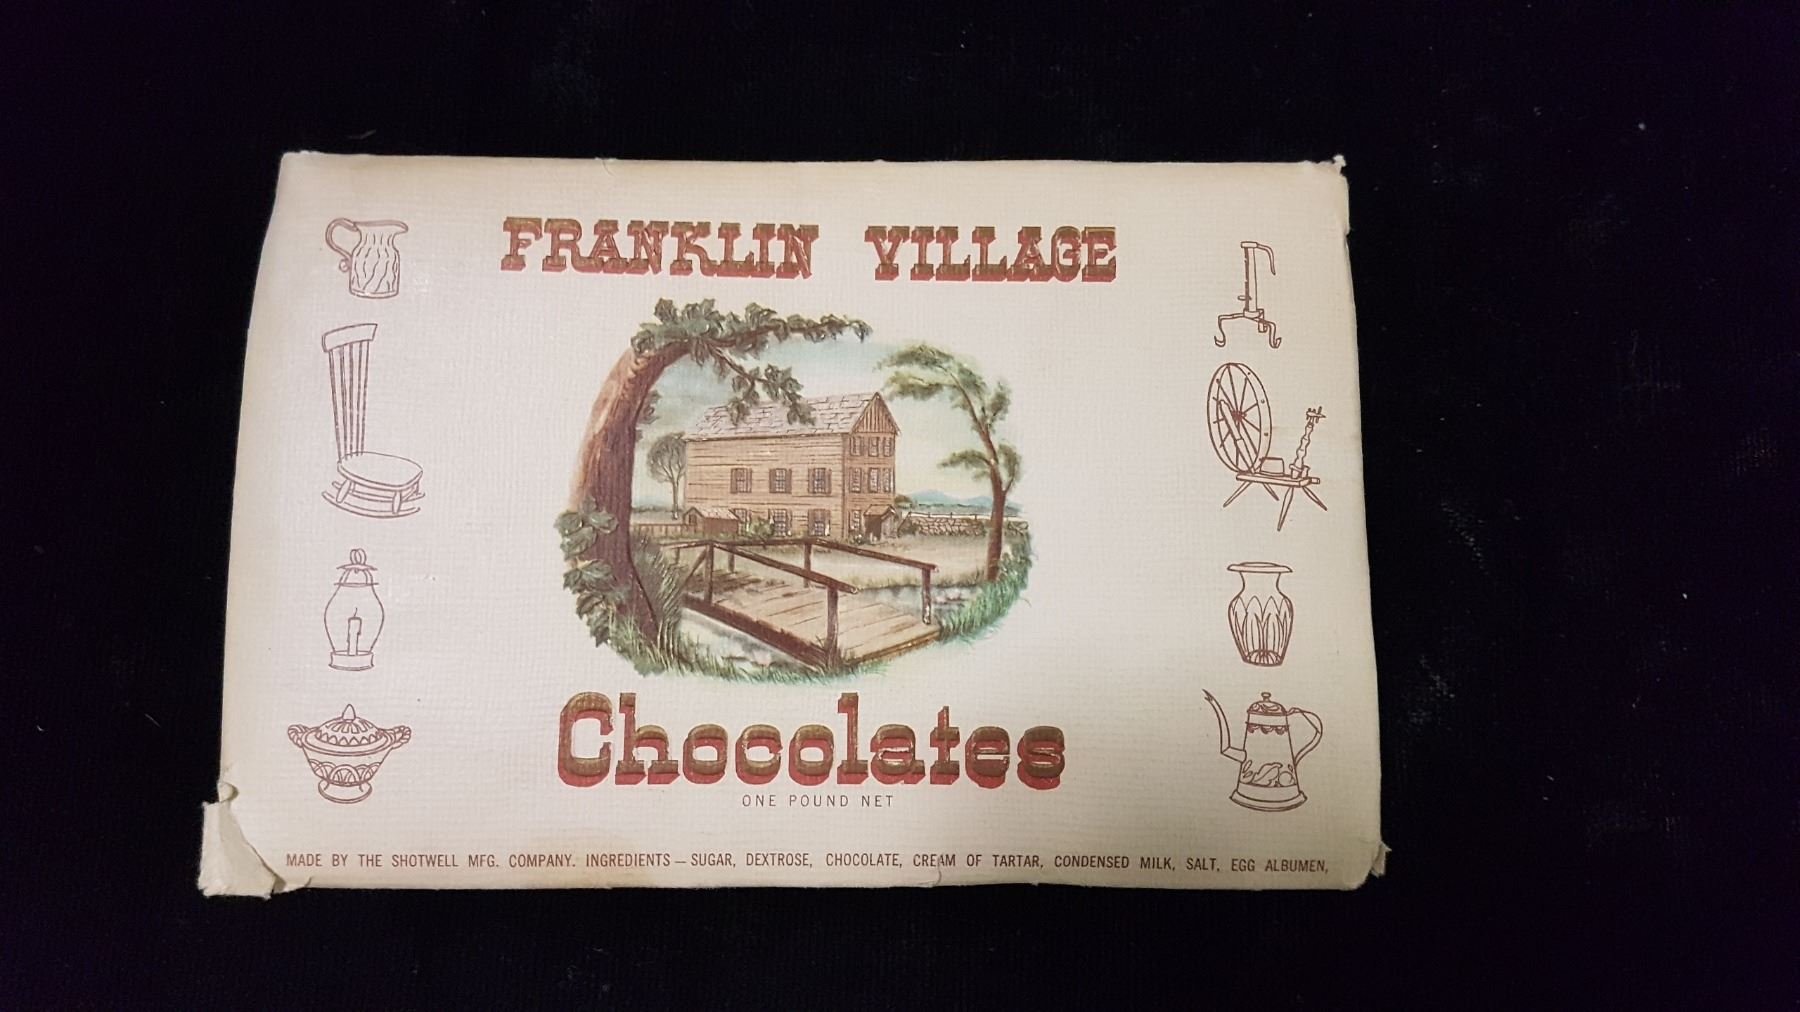 FRANKLIN VILLAGE
Chocolates
ONE POUND NET
MADE BY THE SHOTWELL MFG. COMPANY. INGREDIENTS — SUGAR, DEXTROSE, CHOCOLATE, CREAM OF TARTAR, CONDENSED MILK, SALT, EGG ALBUMEN,